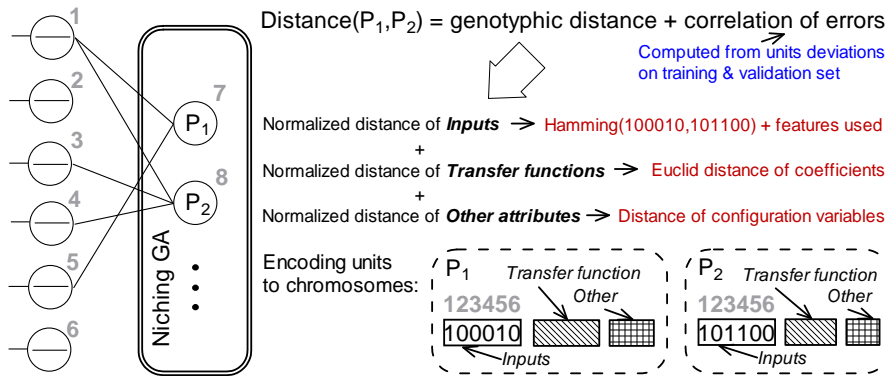 Distance(P1,P2) = genotyphic distance + correlation of errors
Computed from units deviations
on training & validation set
1
2
3
4
5
6
7
P1
8
P2
Niching GA
Normalized distance of Inputs
Hamming(100010,101100) + features used
+
Normalized distance of Transfer functions
Euclid distance of coefficients
+
Normalized distance of Other attributes
Distance of configuration variables
Encoding units
to chromosomes:
P1
Transfer function
Other
123456
100010
Inputs
P2
Transfer function
Other
123456
101100
Inputs